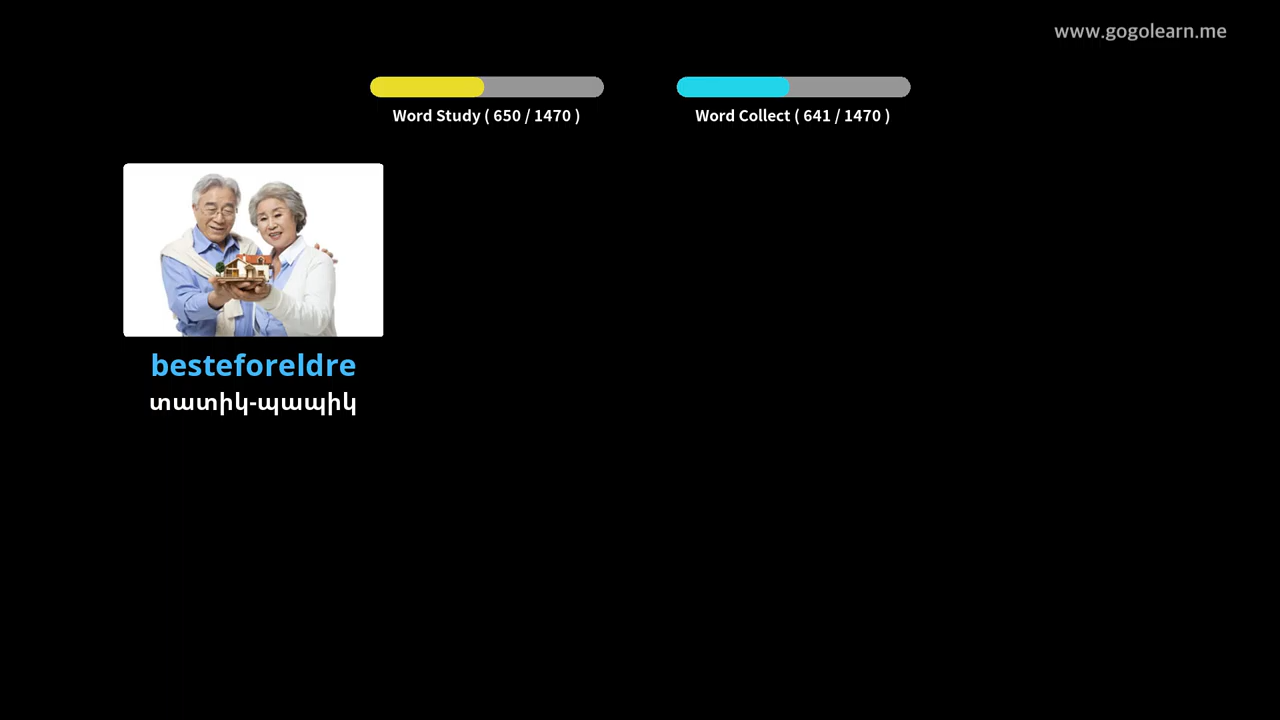 www.gogolearn.me
Word Study ( 650 / 1470 )
Word Collect ( 641 / 1470 )
besteforeldre
տատիկ-պապիկ